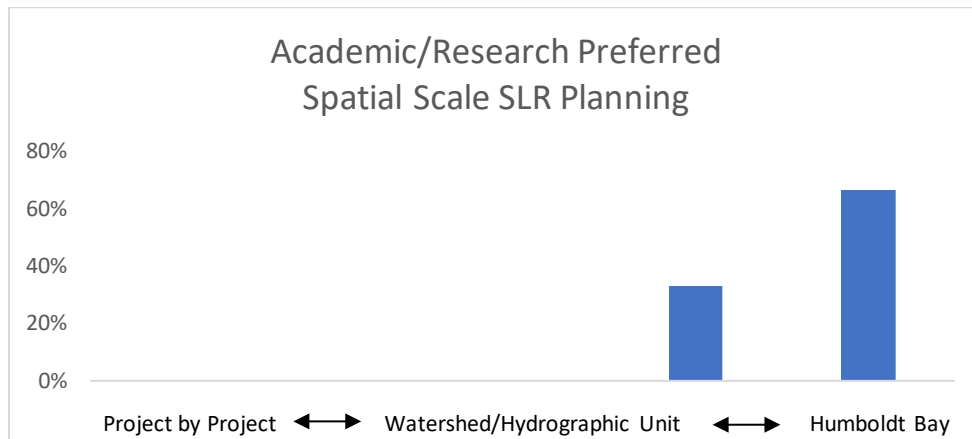 Academic/Research Preferred
Spatial Scale SLR Planning
80%
60%
40%
20%
0%
Project by Project Watershed/Hydrographic Unit Humboldt Bay